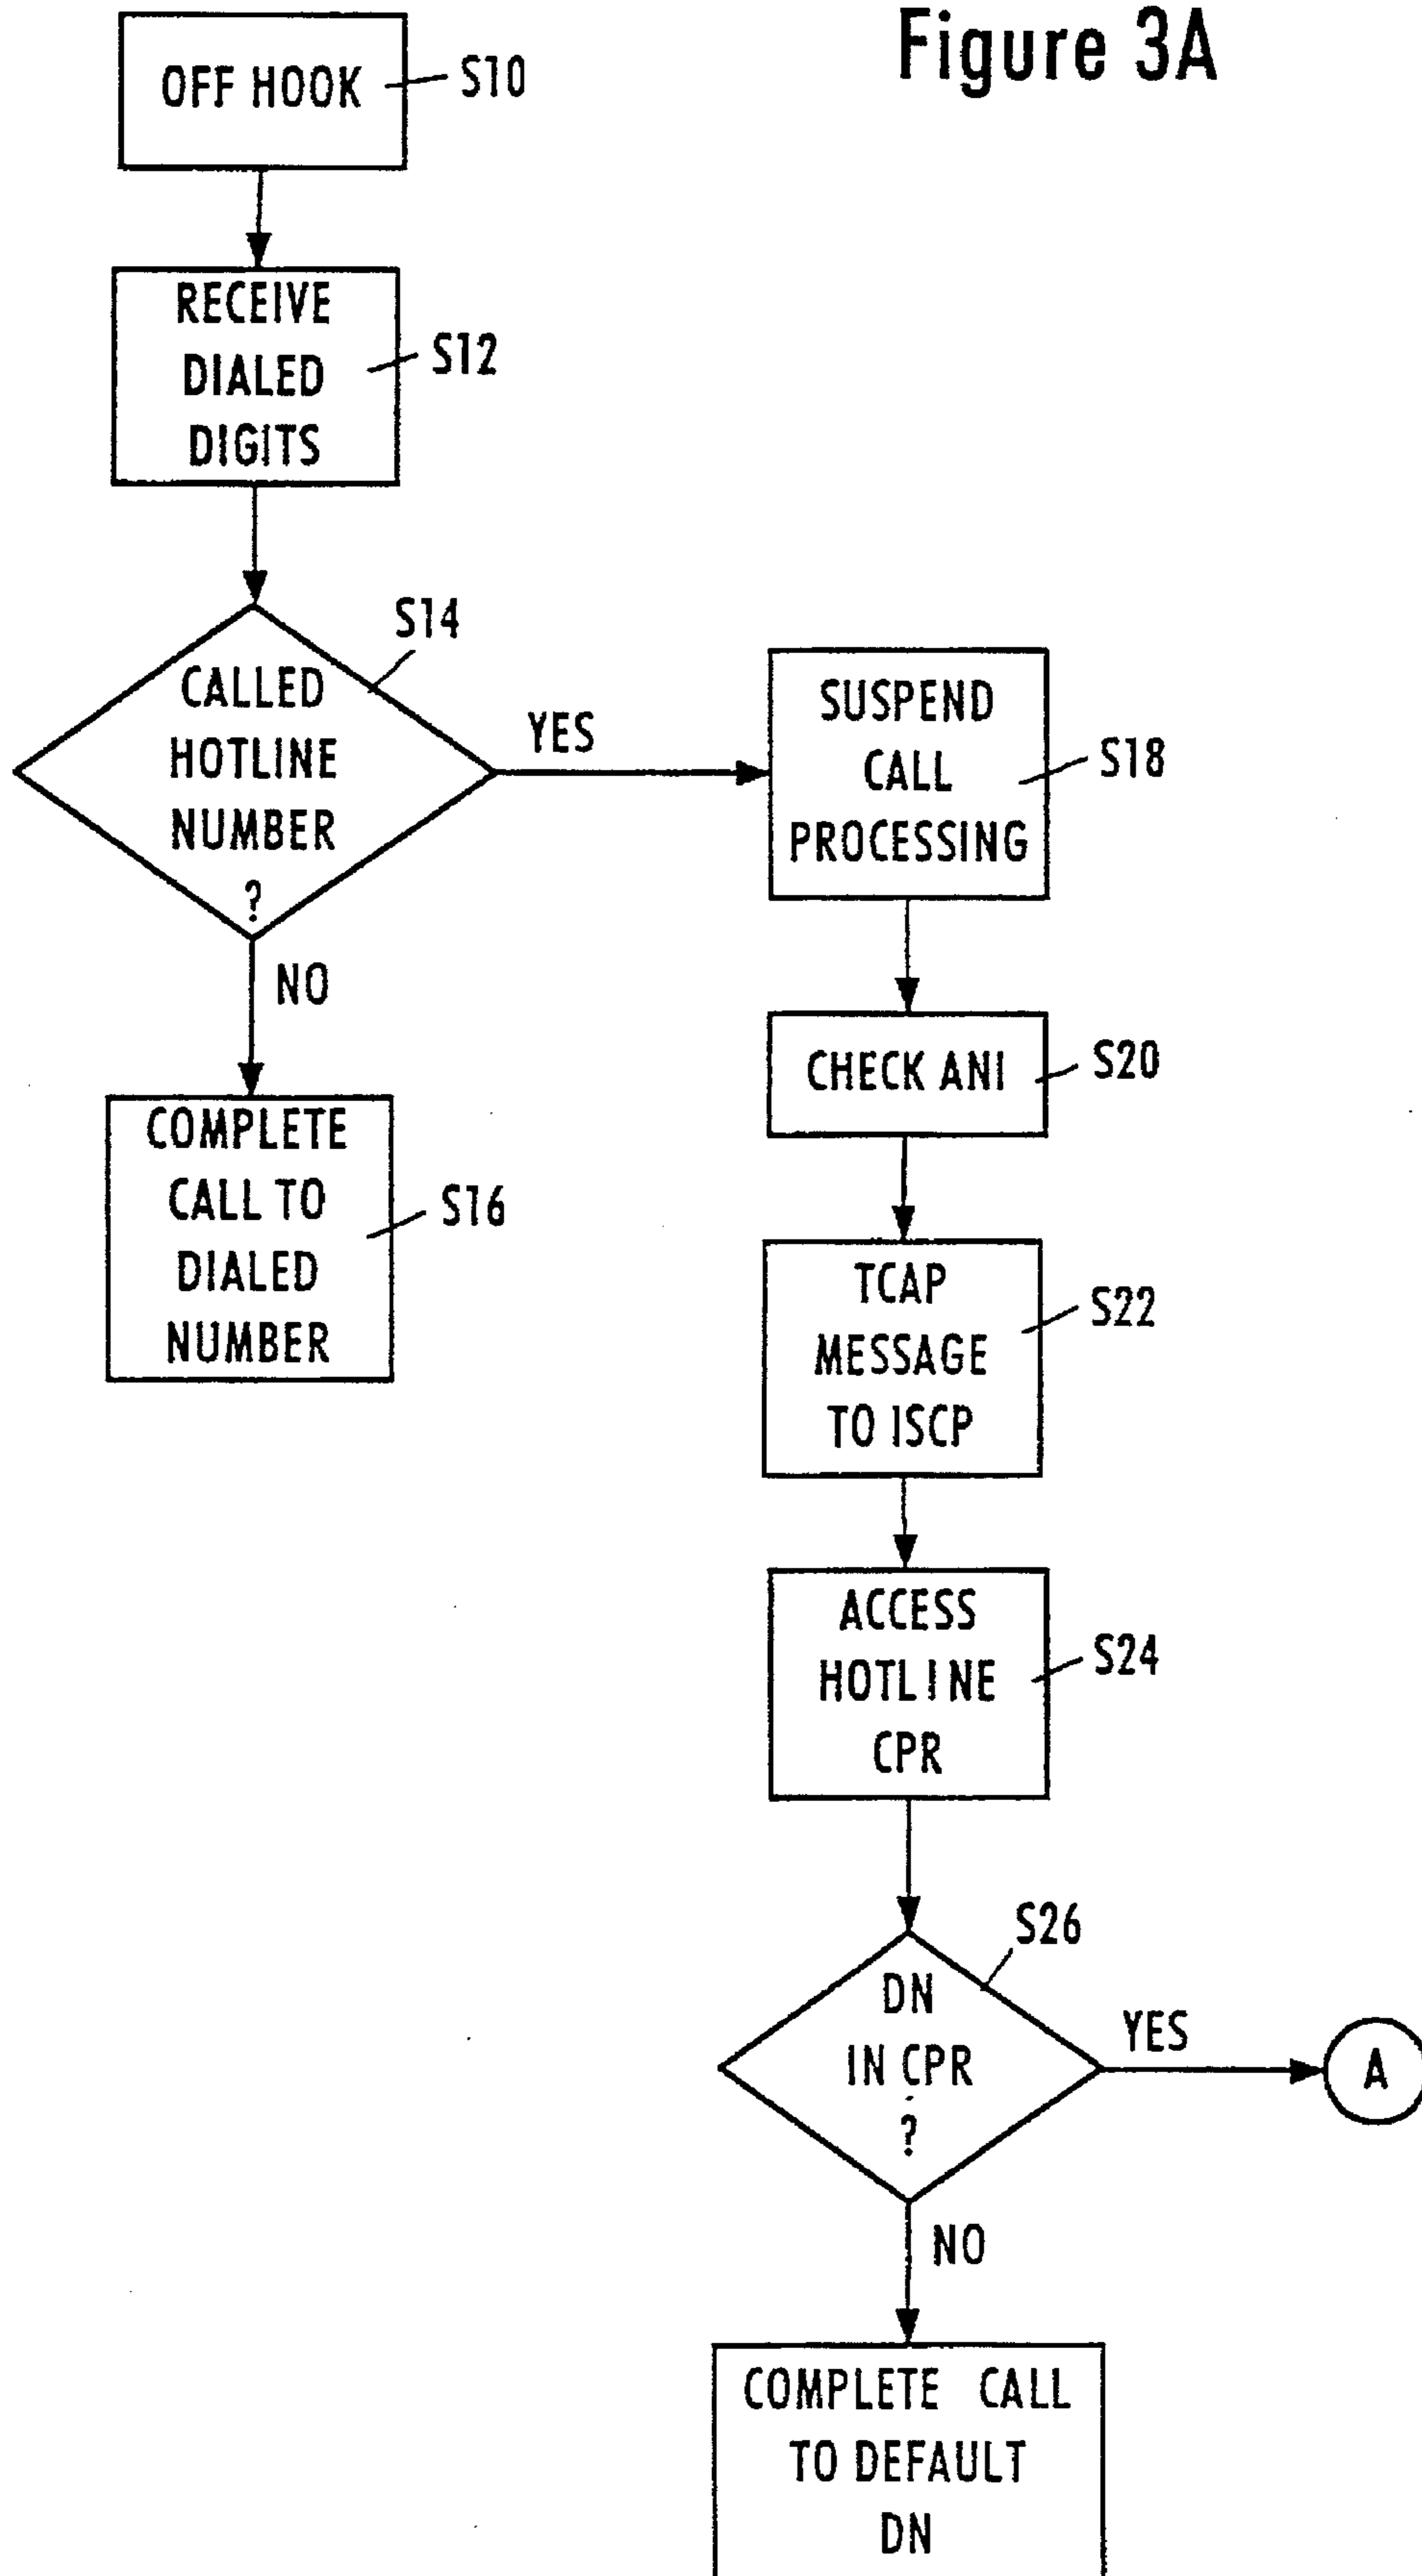 Figure 3A
OFF HOOK
S10
RECEIVE
DIALED
DIGITS
S12
CALLED
HOTLINE
NUMBER
?
S14
YES
NO
COMPLETE
CALL TO
DIALED
NUMBER
S16
SUSPEND
CALL
PROCESSING
S18
CHECK ANI
S20
TCAP
MESSAGE
TO ISCP
S22
ACCESS
HOTLINE
CPR
S24
DN
IN CPR
?
S26
YES
A
NO
COMPLETE CALL
TO DEFAULT
DN